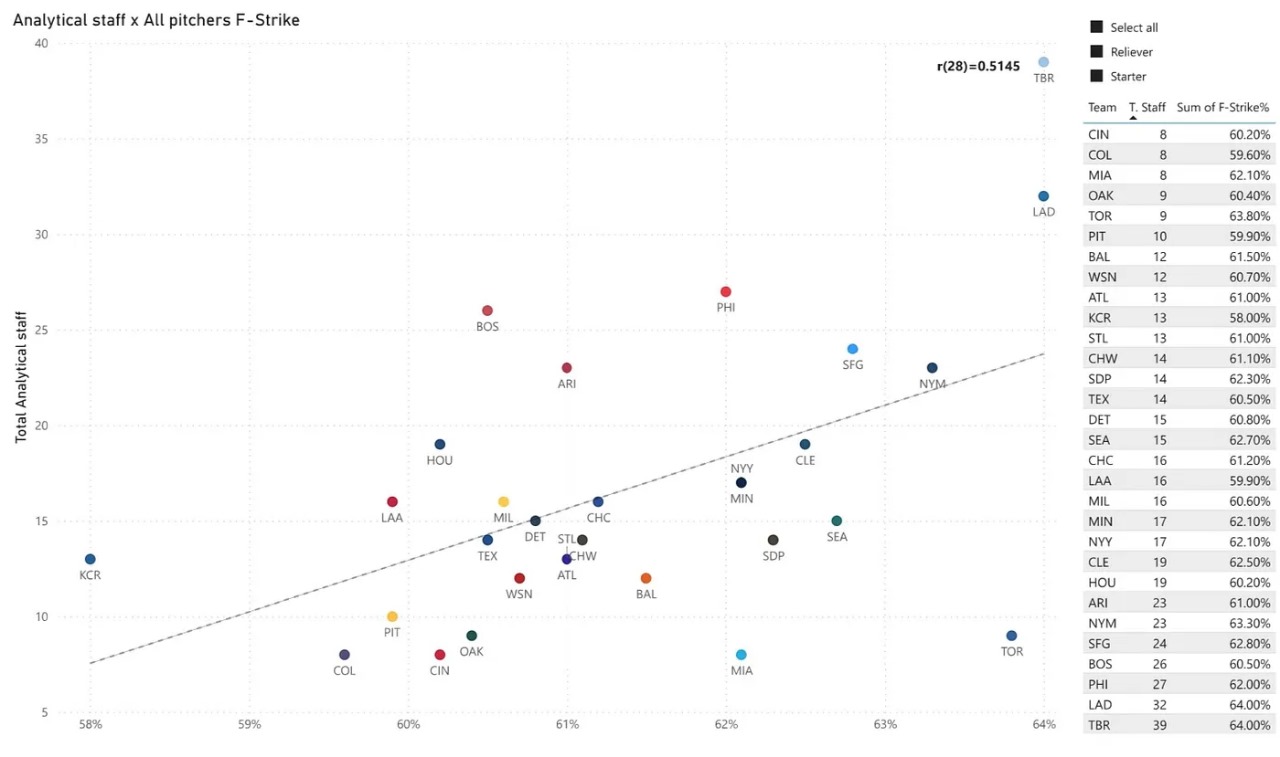 Analytical staff x All pitchers F-Strike
40
35
30
25
20
15
10
5
Total Analytical staff
r(28)=0.5145
TBR
LAD
PHI
BOS
SFG
ARI
NYM
HOU
CLE
NYY
MIN
LAA
MIL
CHC
DET
SEA
STL
TEX
CHW
SDP
KCR
ATL
WSN
BAL
PIT
OAK
TOR
COL
CIN
MIA
58%
59%
60%
61%
62%
63%
64%
Select all
Reliever
Starter
Team T. Staff Sum of F-Strike%
CIN 8 60.20%
COL 8 59.60%
MIA 8 62.10%
OAK 9 60.40%
TOR 9 63.80%
PIT 10 59.90%
BAL 12 61.50%
WSN 12 60.70%
ATL 13 61.00%
KCR 13 58.00%
STL 13 61.00%
CHW 14 61.10%
SDP 14 62.30%
TEX 14 60.50%
DET 15 60.80%
SEA 15 62.70%
CHC 16 61.20%
LAA 16 59.90%
MIL 16 60.60%
MIN 17 62.10%
NYY 17 62.10%
CLE 19 62.50%
HOU 19 60.20%
ARI 23 61.00%
NYM 23 63.30%
SFG 24 62.80%
BOS 26 60.50%
PHI 27 62.00%
LAD 32 64.00%
TBR 39 64.00%